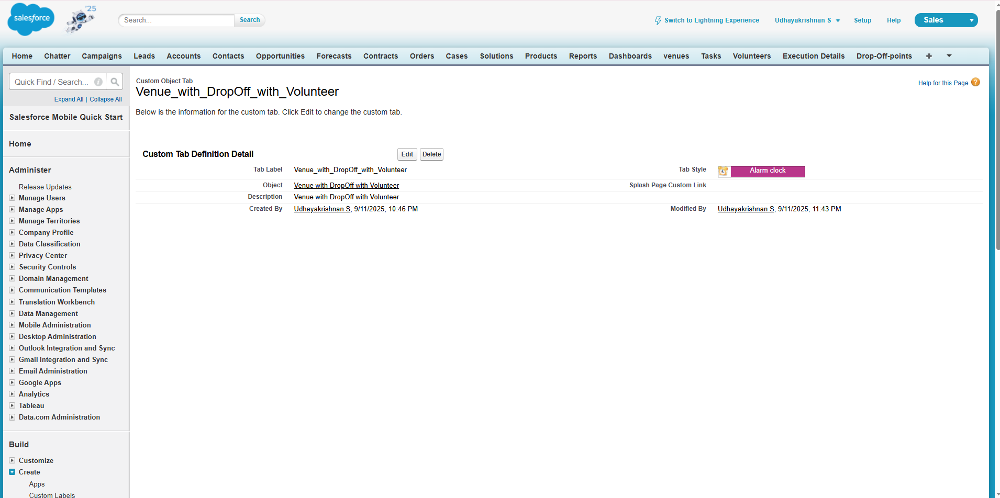 salesforce
'25
Search...
Search
Switch to Lightning Experience
Udhayakrishnan S
Setup
Help
Sales
Home Chatter Campaigns Leads Accounts Contacts Opportunities Forecasts Contracts Orders Cases Solutions Products Reports Dashboards venues Tasks Volunteers Execution Details Drop-Off-points +
Quick Find / Search...
Expand All | Collapse All
Salesforce Mobile Quick Start
Home
Administer
Release Updates
Manage Users
Manage Apps
Manage Territories
Company Profile
Data Classification
Privacy Center
Security Controls
Domain Management
Communication Templates
Translation Workbench
Data Management
Mobile Administration
Desktop Administration
Outlook Integration and Sync
Gmail Integration and Sync
Email Administration
Google Apps
Analytics
Tableau
Data.com Administration
Build
Customize
Create
Apps
Custom Labels
Custom Object Tab
Venue_with_DropOff_with_Volunteer
Help for this Page ?
Below is the information for the custom tab. Click Edit to change the custom tab.
Custom Tab Definition Detail
Edit Delete
Tab Label Venue_with_DropOff_with_Volunteer
Tab Style Alarm clock
Object Venue with DropOff with Volunteer
Splash Page Custom Link
Description Venue with DropOff with Volunteer
Created By Udhayakrishnan S, 9/11/2025, 10:46 PM
Modified By Udhayakrishnan S, 9/11/2025, 11:43 PM